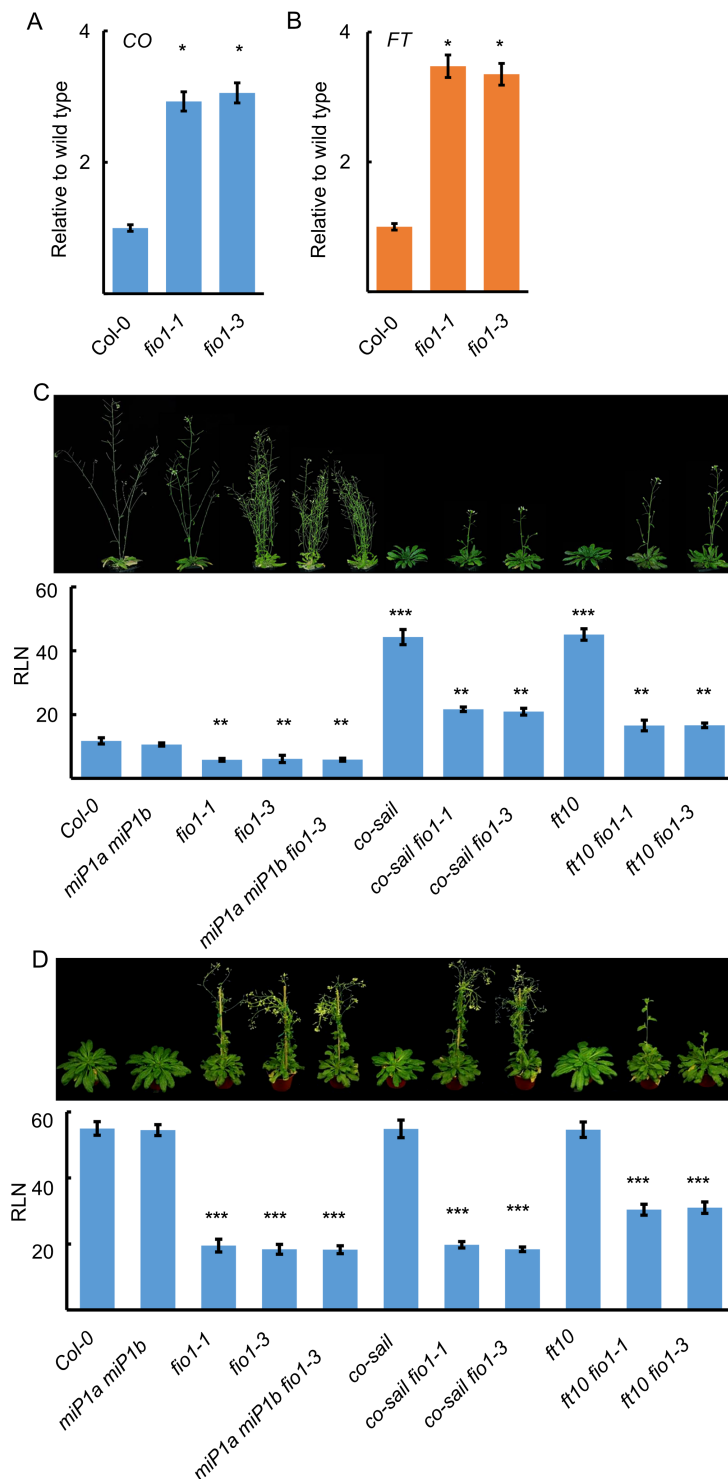 A
CO
Relative to wild type
4
2
*
*
Col-0
fio1-1
fio1-3
B
FT
Relative to wild type
4
2
*
*
Col-0
fio1-1
fio1-3
C
RLN
60
40
20
** ** ** *** ** ** *** ** **
Col-0
miP1a miP1b
fio1-1
fio1-3
miP1a miP1b fio1-3
co-sail
co-sail fio1-1
co-sail fio1-3
ft10
ft10 fio1-1
ft10 fio1-3
D
RLN
60
40
20
*** *** *** *** *** *** ***
Col-0
miP1a miP1b
fio1-1
fio1-3
miP1a miP1b fio1-3
co-sail
co-sail fio1-1
co-sail fio1-3
ft10
ft10 fio1-1
ft10 fio1-3